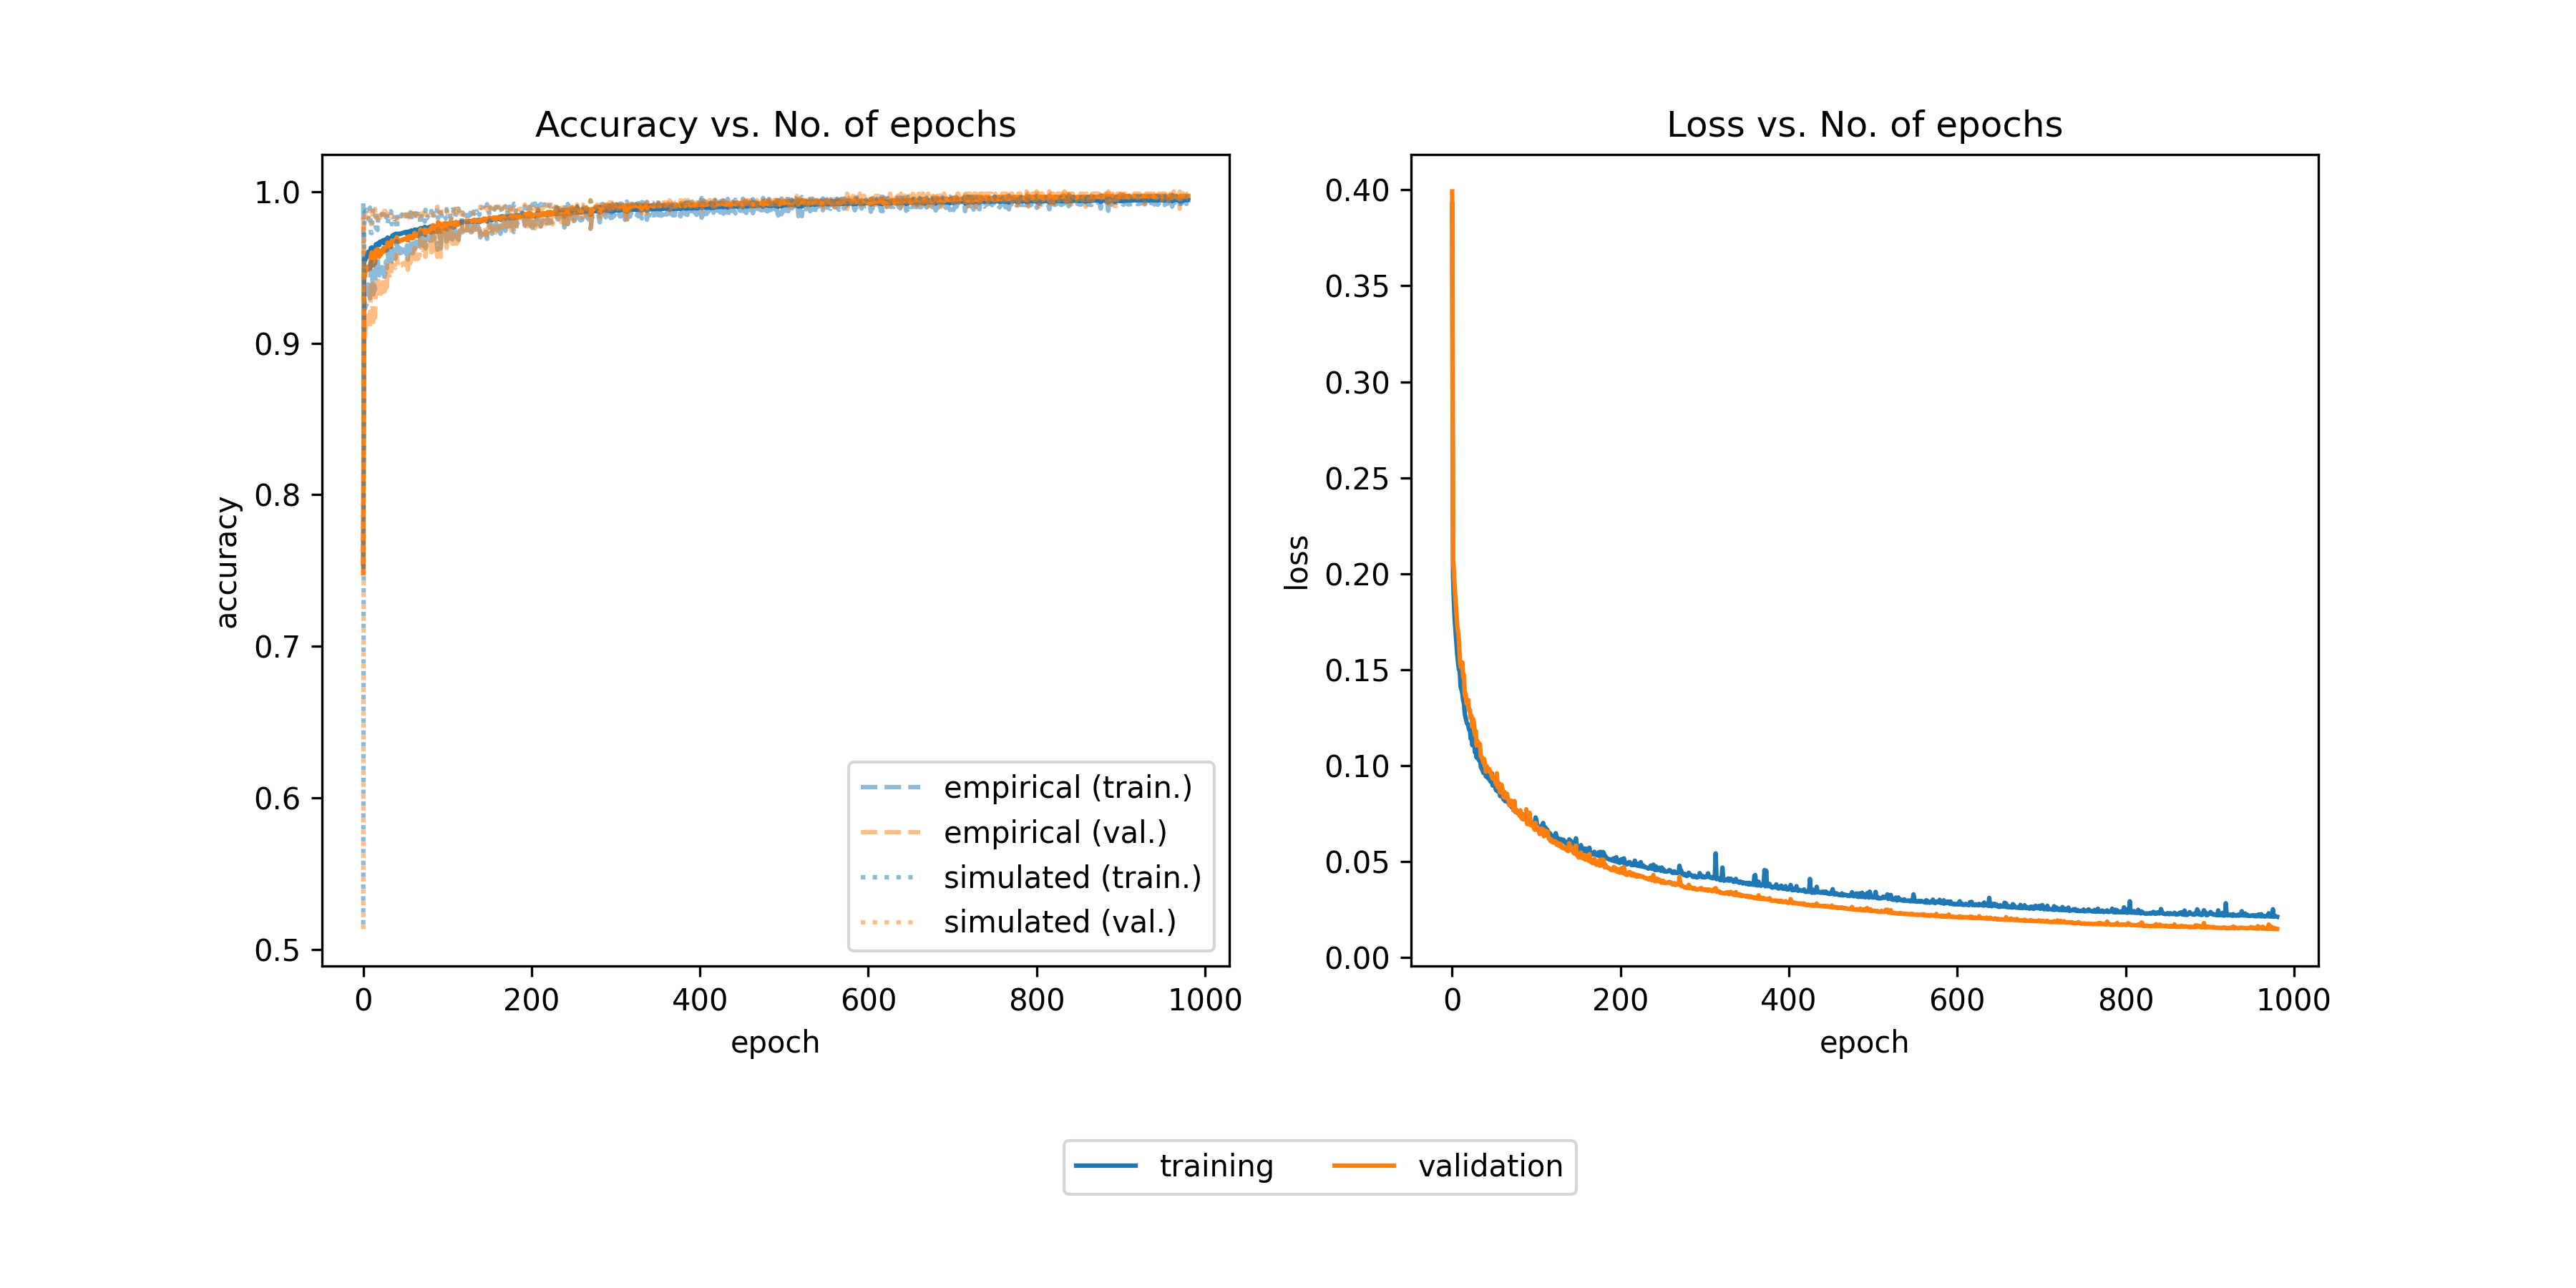 Accuracy vs. No. of epochs
1.0
0.9
0.8
0.7
0.6
0.5
accuracy
0 200 400 600 800 1000
epoch
empirical (train.)
empirical (val.)
simulated (train.)
simulated (val.)
Loss vs. No. of epochs
0.40
0.35
0.30
0.25
0.20
0.15
0.10
0.05
0.00
loss
0 200 400 600 800 1000
epoch
training validation